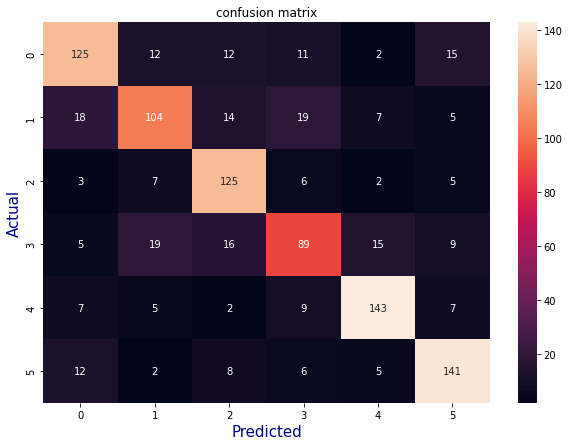 confusion matrix
0 125 12 12 11 2 15
1 18 104 14 19 7 5
2 3 7 125 6 2 5
3 5 19 16 89 15 9
4 7 5 2 9 143 7
5 12 2 8 6 5 141
0 1 2 3 4 5
Actual
Predicted
140
120
100
80
60
40
20